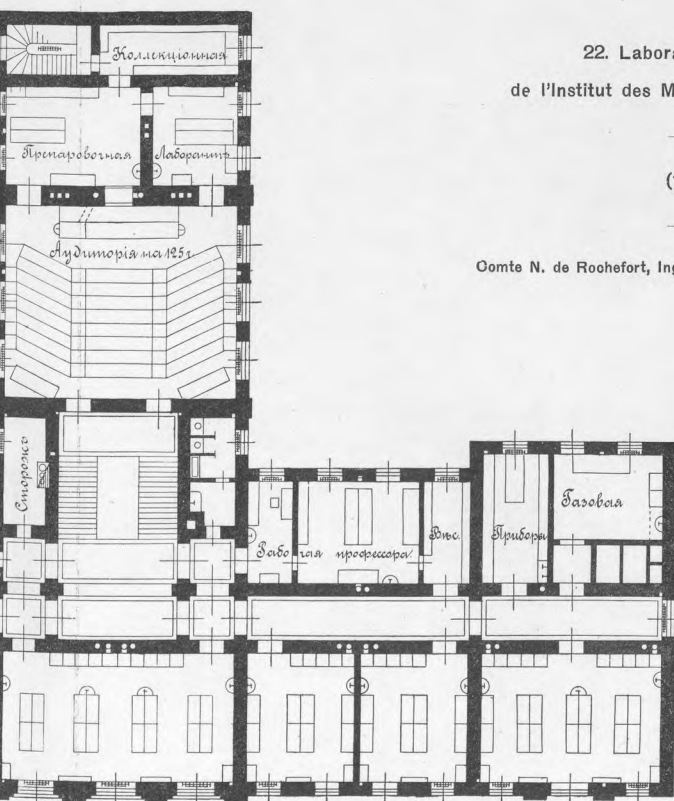 22. Labora
de l'Institut des M
(
Comte N. de Rochefort, Ing
Коллекціонная
Препаровочная
Лаборантъ
Аудиторія на 125 ч.
Сторожъ
Рабочая профессора.
Вѣс.
Приборы
Газовая